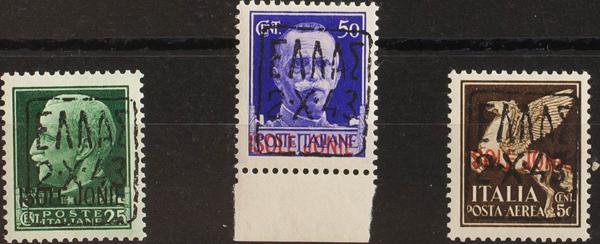 ΕΛΛΑΣ
2·X·43
ISOLE JONIE
CENT. POSTE ITALIANE 25
CENT. 50
ΕΛΛΑΣ
2·X·43
POSTE ITALIANE
ISOLE JONIE
ΕΛΛΑΣ
2·X·43
ISOLE JONIE
ITALIA CENT.
POSTA AEREA 50